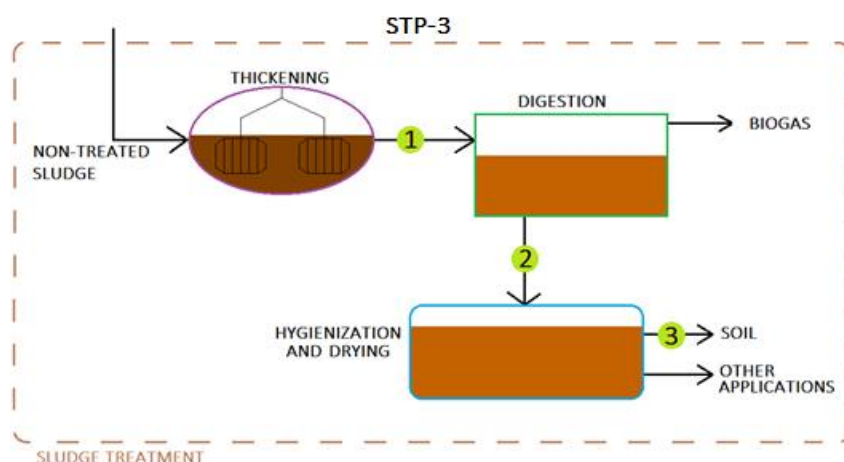 STP-3
THICKENING
NON-TREATED
SLUDGE
1
DIGESTION
BIOGAS
2
HYGIENIZATION
AND DRYING
3
SOIL
OTHER
APPLICATIONS
SLUDGE TREATMENT